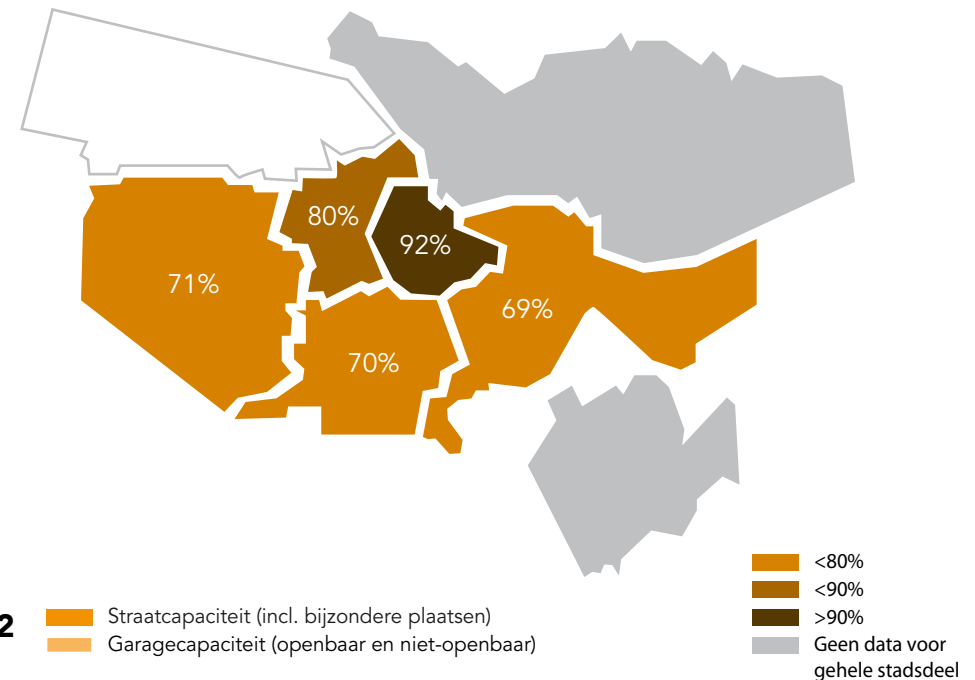 80%
92%
71%
69%
70%
<80%
<90%
>90%
Geen data voor
gehele stadsdeel
2
Straatcapaciteit (incl. bijzondere plaatsen)
Garagecapaciteit (openbaar en niet-openbaar)